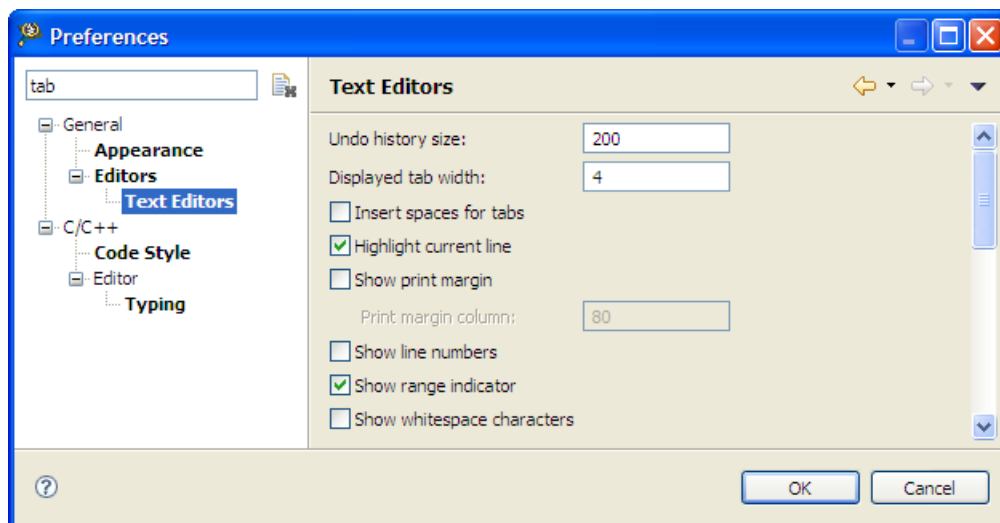 Preferences
tab
General
Appearance
Editors
Text Editors
C/C++
Code Style
Editor
Typing
Text Editors
Undo history size: 200
Displayed tab width: 4
Insert spaces for tabs
Highlight current line
Show print margin
Print margin column: 80
Show line numbers
Show range indicator
Show whitespace characters
OK Cancel